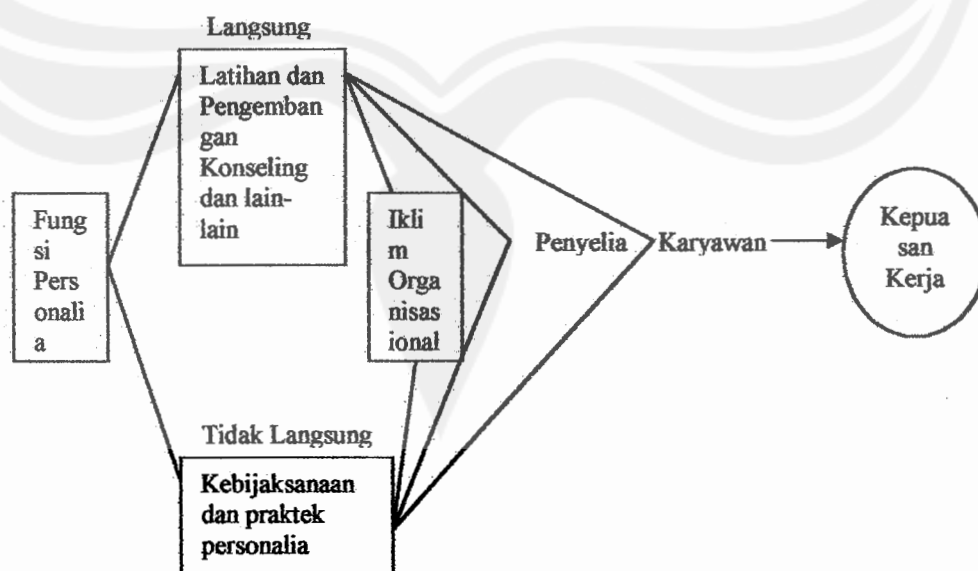 Langsung
Latihan dan
Pengemban
gan
Konseling
dan lain-
lain
Fung
si
Pers
onali
a
Ikli
m
Orga
nisas
ional
Penyelia
Karyawan
Kepua
san
Kerja
Tidak Langsung
Kebijaksanaan
dan praktek
personalia